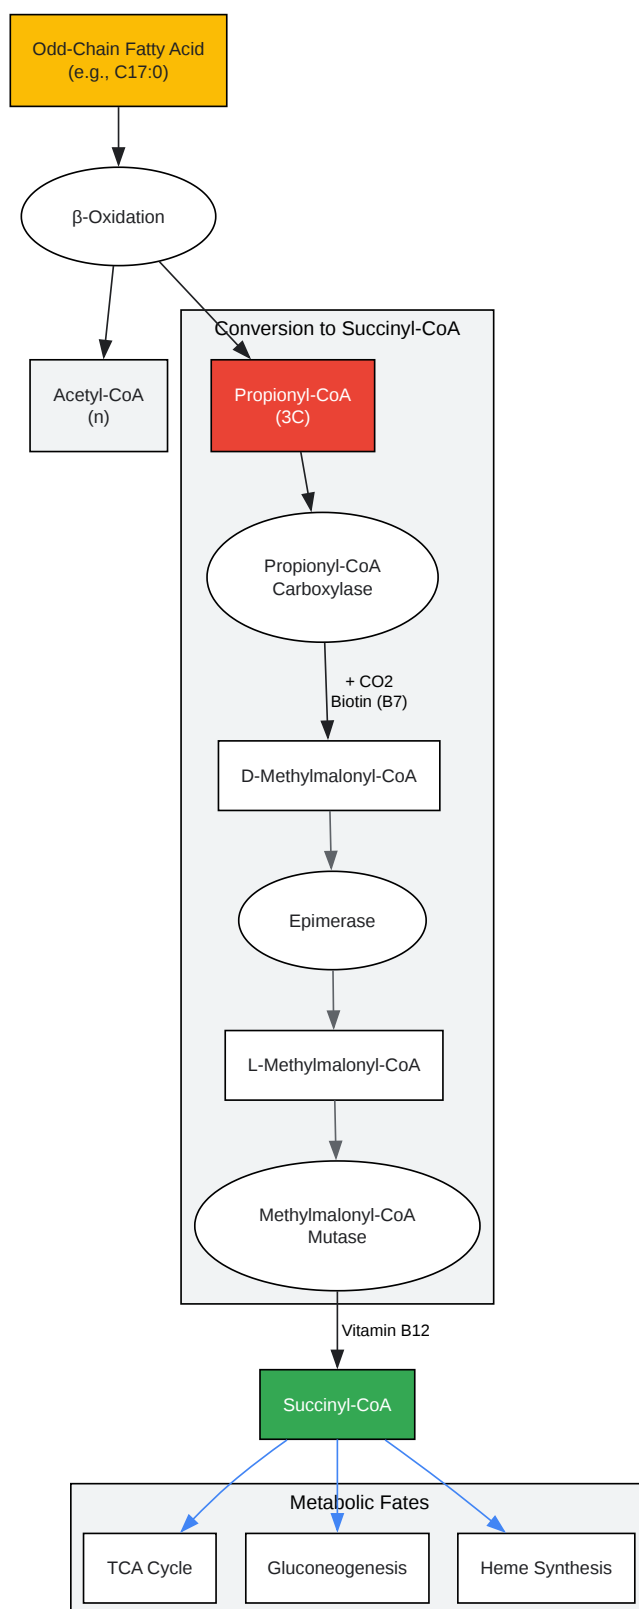 Odd-Chain Fatty Acid
(e.g., C17:0)
β-Oxidation
Conversion to Succinyl-CoA
Acetyl-CoA
(n)
Propionyl-CoA
(3C)
Propionyl-CoA
Carboxylase
+ CO2
Biotin (B7)
D-Methylmalonyl-CoA
Epimerase
L-Methylmalonyl-CoA
Methylmalonyl-CoA
Mutase
Vitamin B12
Succinyl-CoA
Metabolic Fates
TCA Cycle
Gluconeogenesis
Heme Synthesis